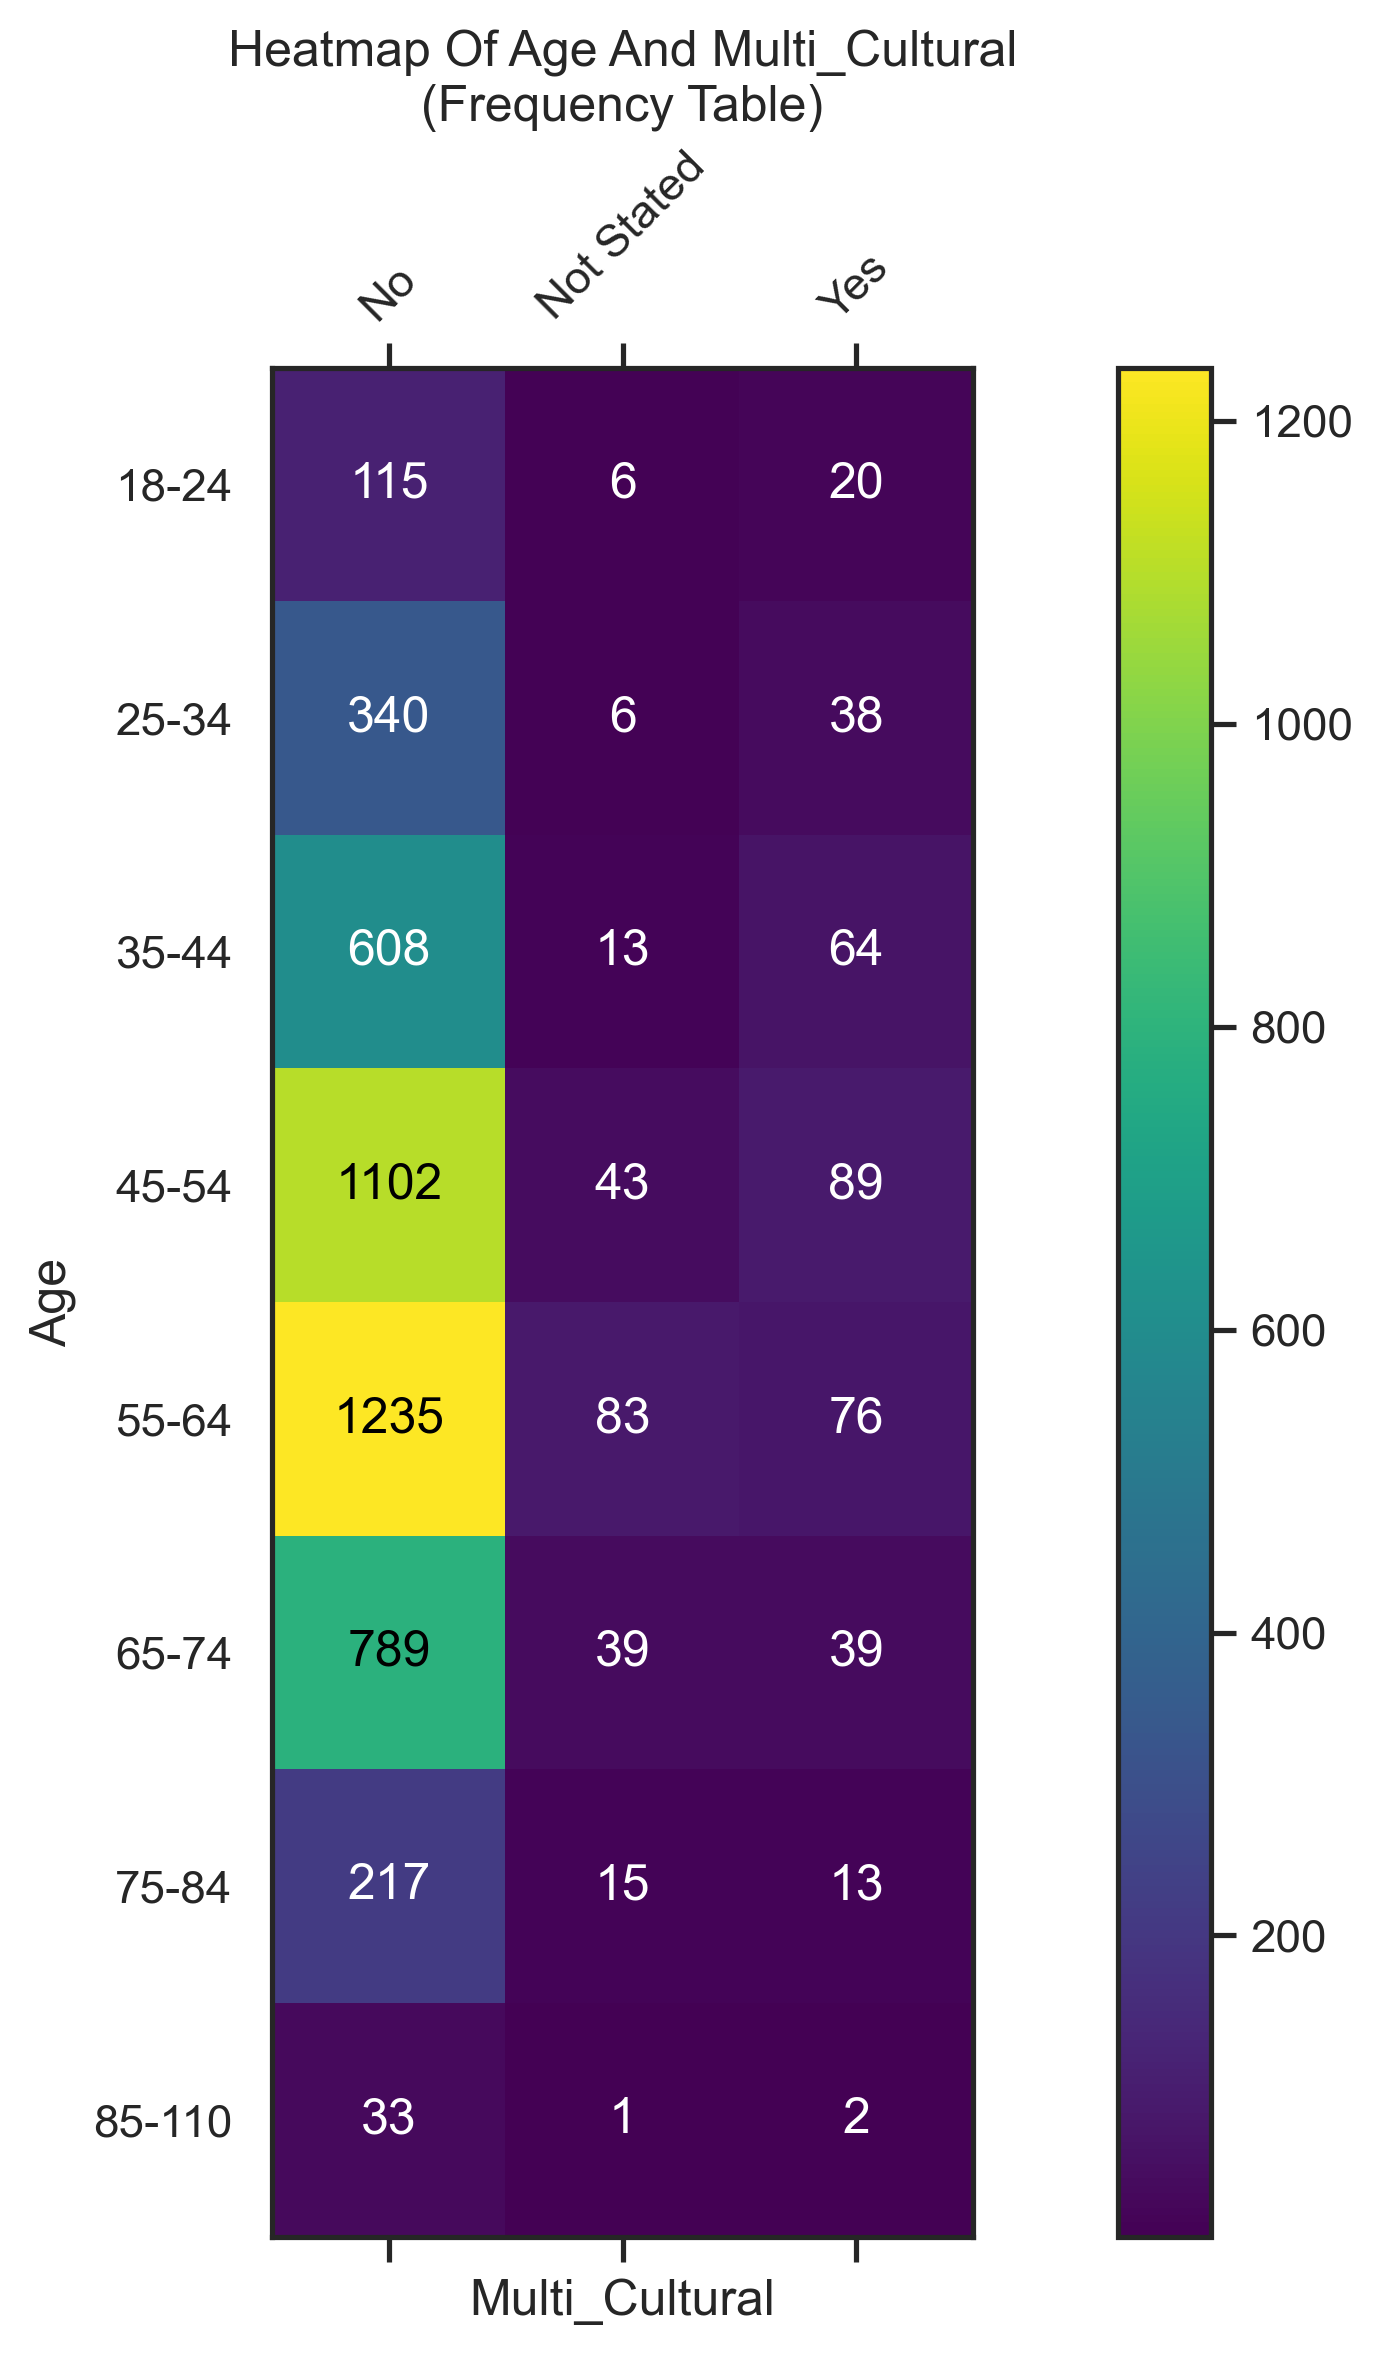 Heatmap Of Age And Multi_Cultural
(Frequency Table)
No
Not Stated
Yes
18-24 115 6 20
25-34 340 6 38
35-44 608 13 64
45-54 1102 43 89
55-64 1235 83 76
65-74 789 39 39
75-84 217 15 13
85-110 33 1 2
Age
Multi_Cultural
1200
1000
800
600
400
200